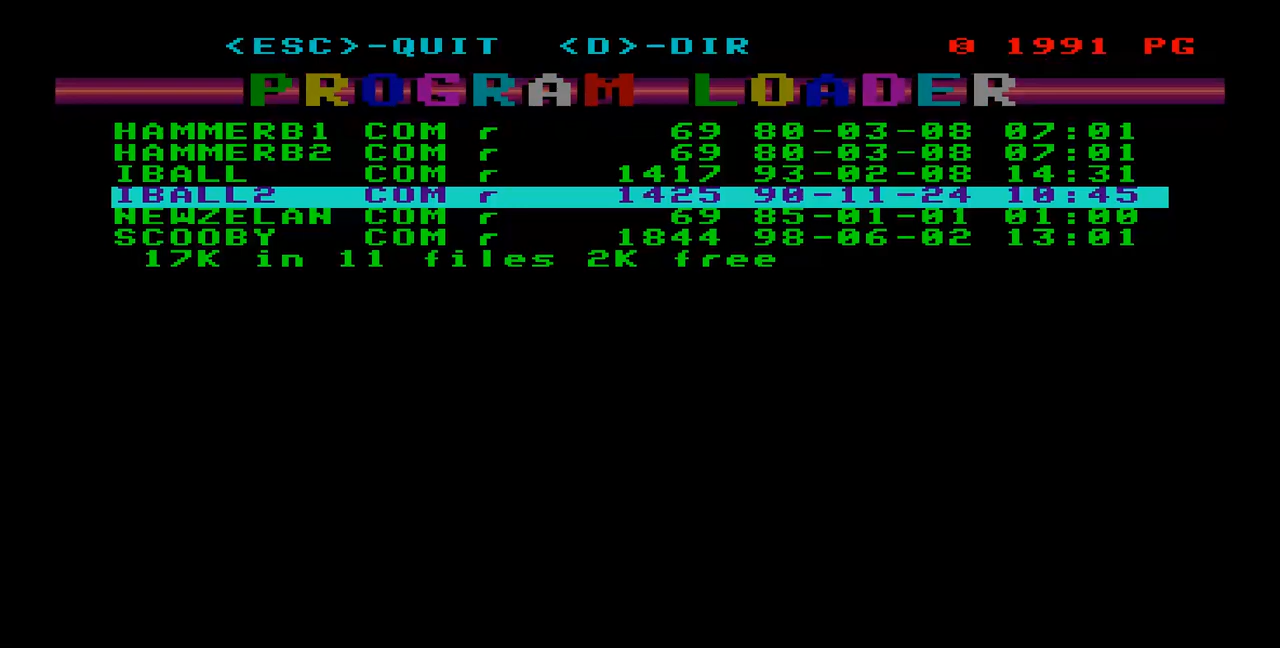 <ESC>-QUIT <D>-DIR © 1991 PG
PROGRAM LOADER
HAMMERB1 COM r 69 80-03-08 07:01
HAMMERB2 COM r 69 80-03-08 07:01
IBALL COM r 1417 93-02-08 14:31
IBALL2 COM r 1425 90-11-24 10:45
NEWZELAN COM r 69 85-01-01 01:00
SCOOBY COM r 1844 98-06-02 13:01
17K in 11 files 2K free